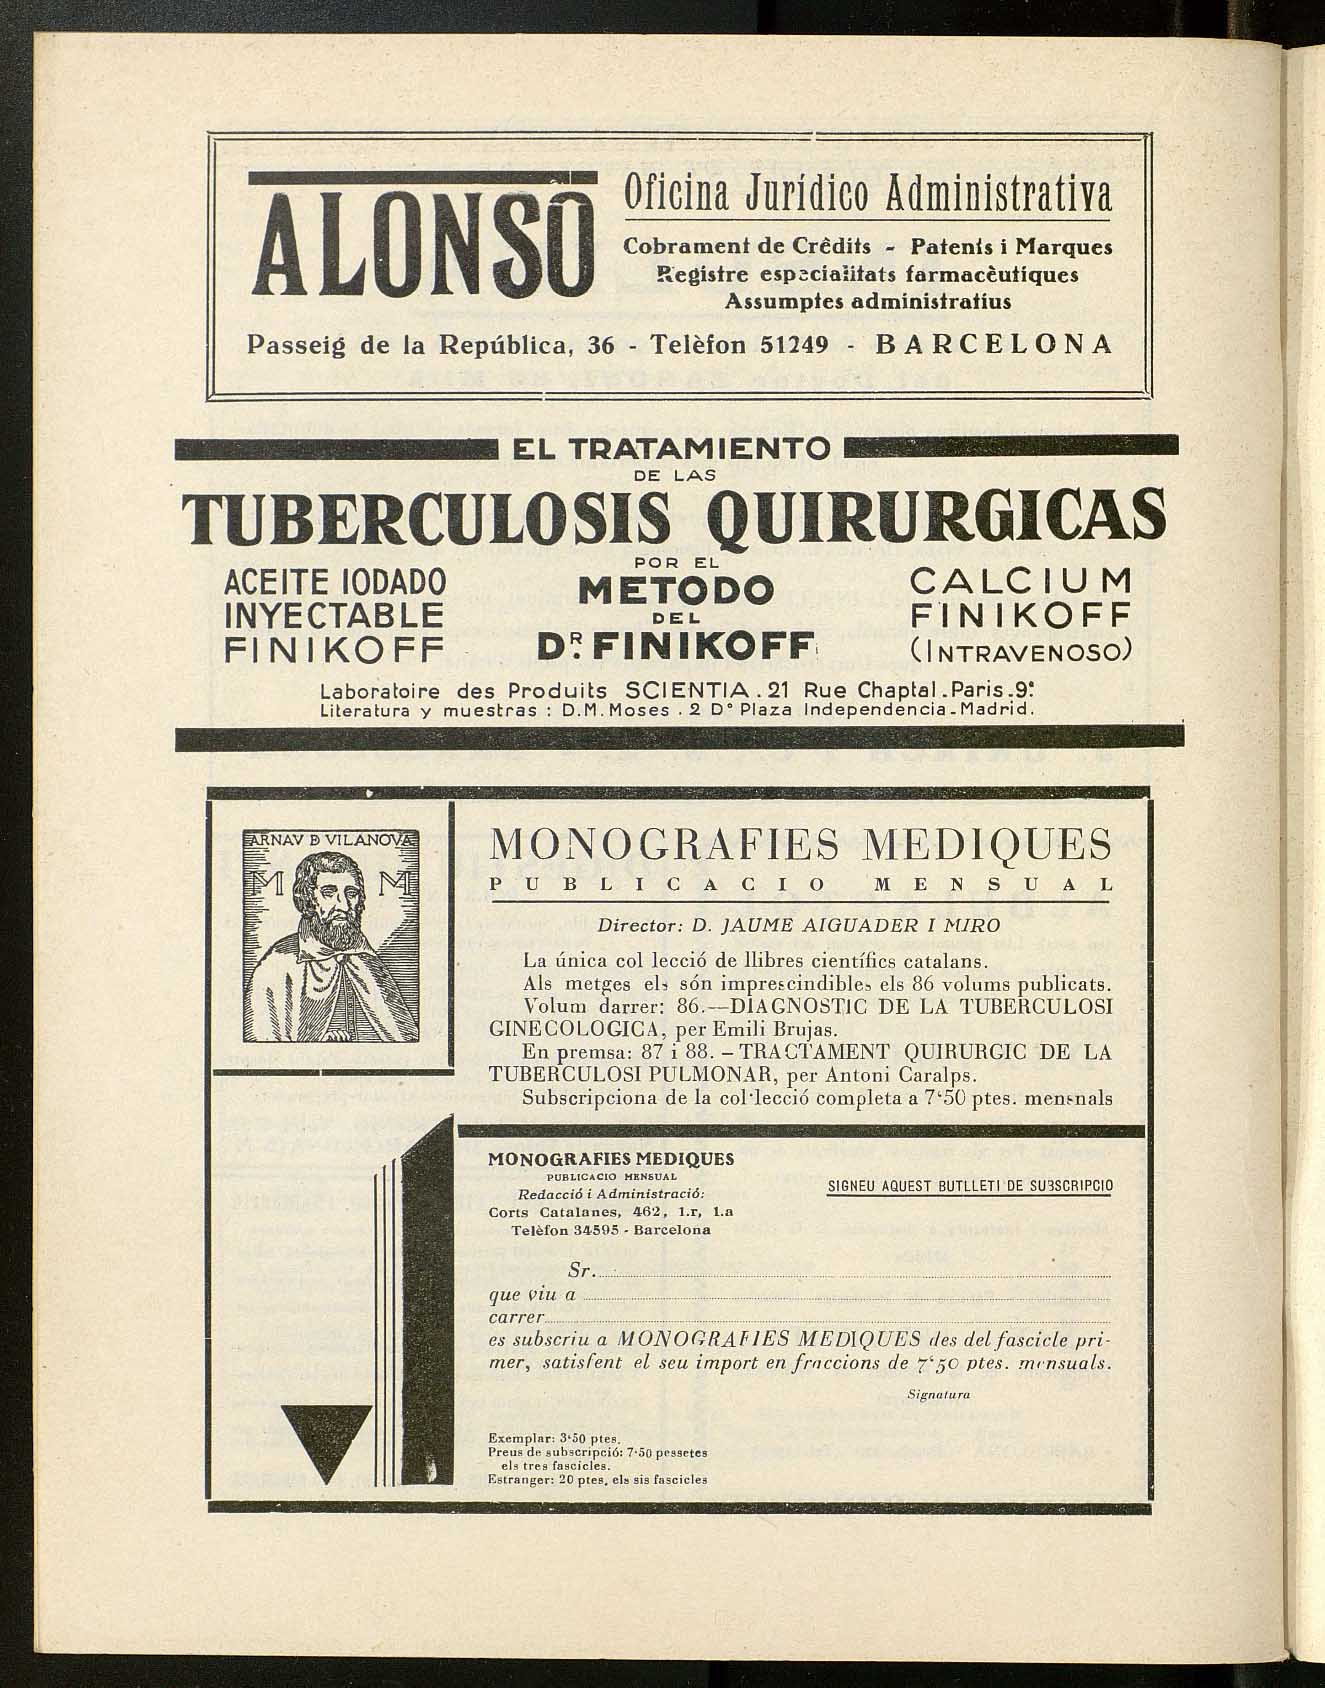 ALONSO
Oficina Jurídico Administrativa
Cobrament de Crêdits - Patents i Marques
Registre especialitats farmacèutiques
Assumptes administratius
Passeig de la República, 36 - Telèfon 51249 - BARCELONA
EL TRATAMIENTO
DE LAS
TUBERCULOSIS QUIRURGICAS
POR EL
METODO
DEL
DR. FINIKOFF
ACEITE IODADO
INYECTABLE
FINIKOFF
CALCIUM
FINIKOFF
(INTRAVENOSO)
Laboratoire des Produits SCIENTIA . 21 Rue Chaptal . Paris . 9e
Literatura y muestras : D.M. Moses . 2 Do Plaza Independencia - Madrid.
ARNAV D VILANOVA
M M
MONOGRAFIES MEDIQUES
PUBLICACIO MENSUAL
Director: D. JAUME AIGUADER I MIRO
La única col lecció de llibres científics catalans.
Als metges els són imprescindibles els 86 volums publicats.
Volum darrer: 86.—DIAGNOSTIC DE LA TUBERCULOSI
GINECOLOGICA, per Emili Brujas.
En premsa: 87 i 88. – TRACTAMENT QUIRURGIC DE LA
TUBERCULOSI PULMONAR, per Antoni Caralps.
Subscripciona de la col·lecció completa a 7‘50 ptes. mensnals
MONOGRAFIES MEDIQUES
PUBLICACIO MENSUAL
Redacció i Administració:
Corts Catalanes, 462, 1.r, 1.a
Telèfon 34595 - Barcelona
SIGNEU AQUEST BUTLLETI DE SUBSCRIPCIO
Sr.
que viu a
carrer
es subscriu a MONOGRAFIES MEDIQUES des del fascicle pri-
mer, satisfent el seu import en fraccions de 7‘50 ptes. mensuals.
Signatura
Exemplar: 3‘50 ptes.
Preus de subscripció: 7·50 pessetes
els tres fascicles.
Estranger: 20 ptes. els sis fascicles